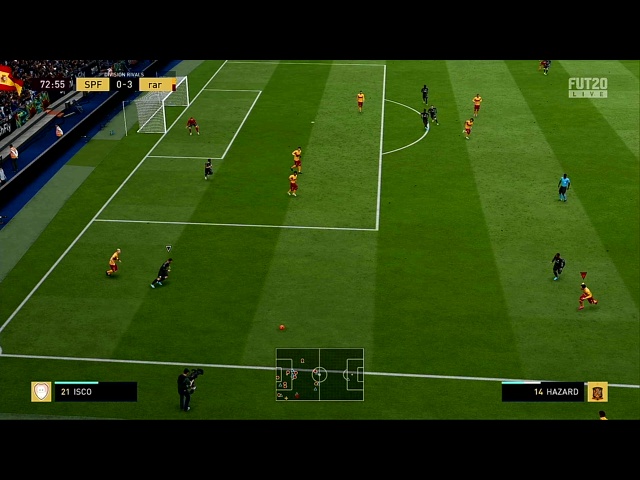 DIVISION RIVALS
72:55 SPF 0-3 rar
FUT20
LIVE
21 ISCO
14 HAZARD